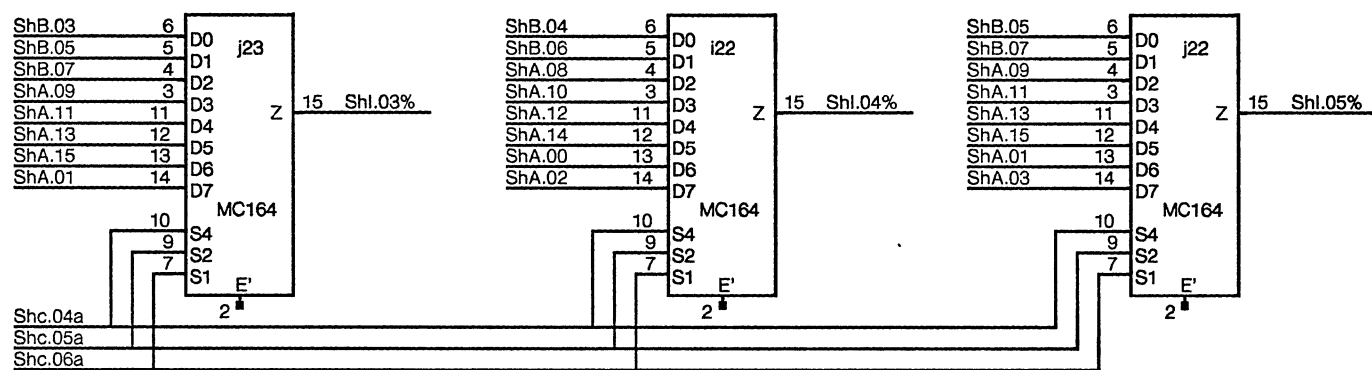 ShB.03 6 D0 j23
ShB.05 5 D1
ShB.07 4 D2
ShA.09 3 D3
ShA.11 11 D4
ShA.13 12 D5
ShA.15 13 D6
ShA.01 14 D7
Z 15 ShI.03%
MC164
10 S4
9 S2
7 S1
E'
2
ShB.04 6 D0 i22
ShB.06 5 D1
ShA.08 4 D2
ShA.10 3 D3
ShA.12 11 D4
ShA.14 12 D5
ShA.00 13 D6
ShA.02 14 D7
Z 15 ShI.04%
MC164
10 S4
9 S2
7 S1
E'
2
ShB.05 6 D0 j22
ShB.07 5 D1
ShA.09 4 D2
ShA.11 3 D3
ShA.13 11 D4
ShA.15 12 D5
ShA.01 13 D6
ShA.03 14 D7
Z 15 ShI.05%
MC164
10 S4
9 S2
7 S1
E'
2
Shc.04a
Shc.05a
Shc.06a